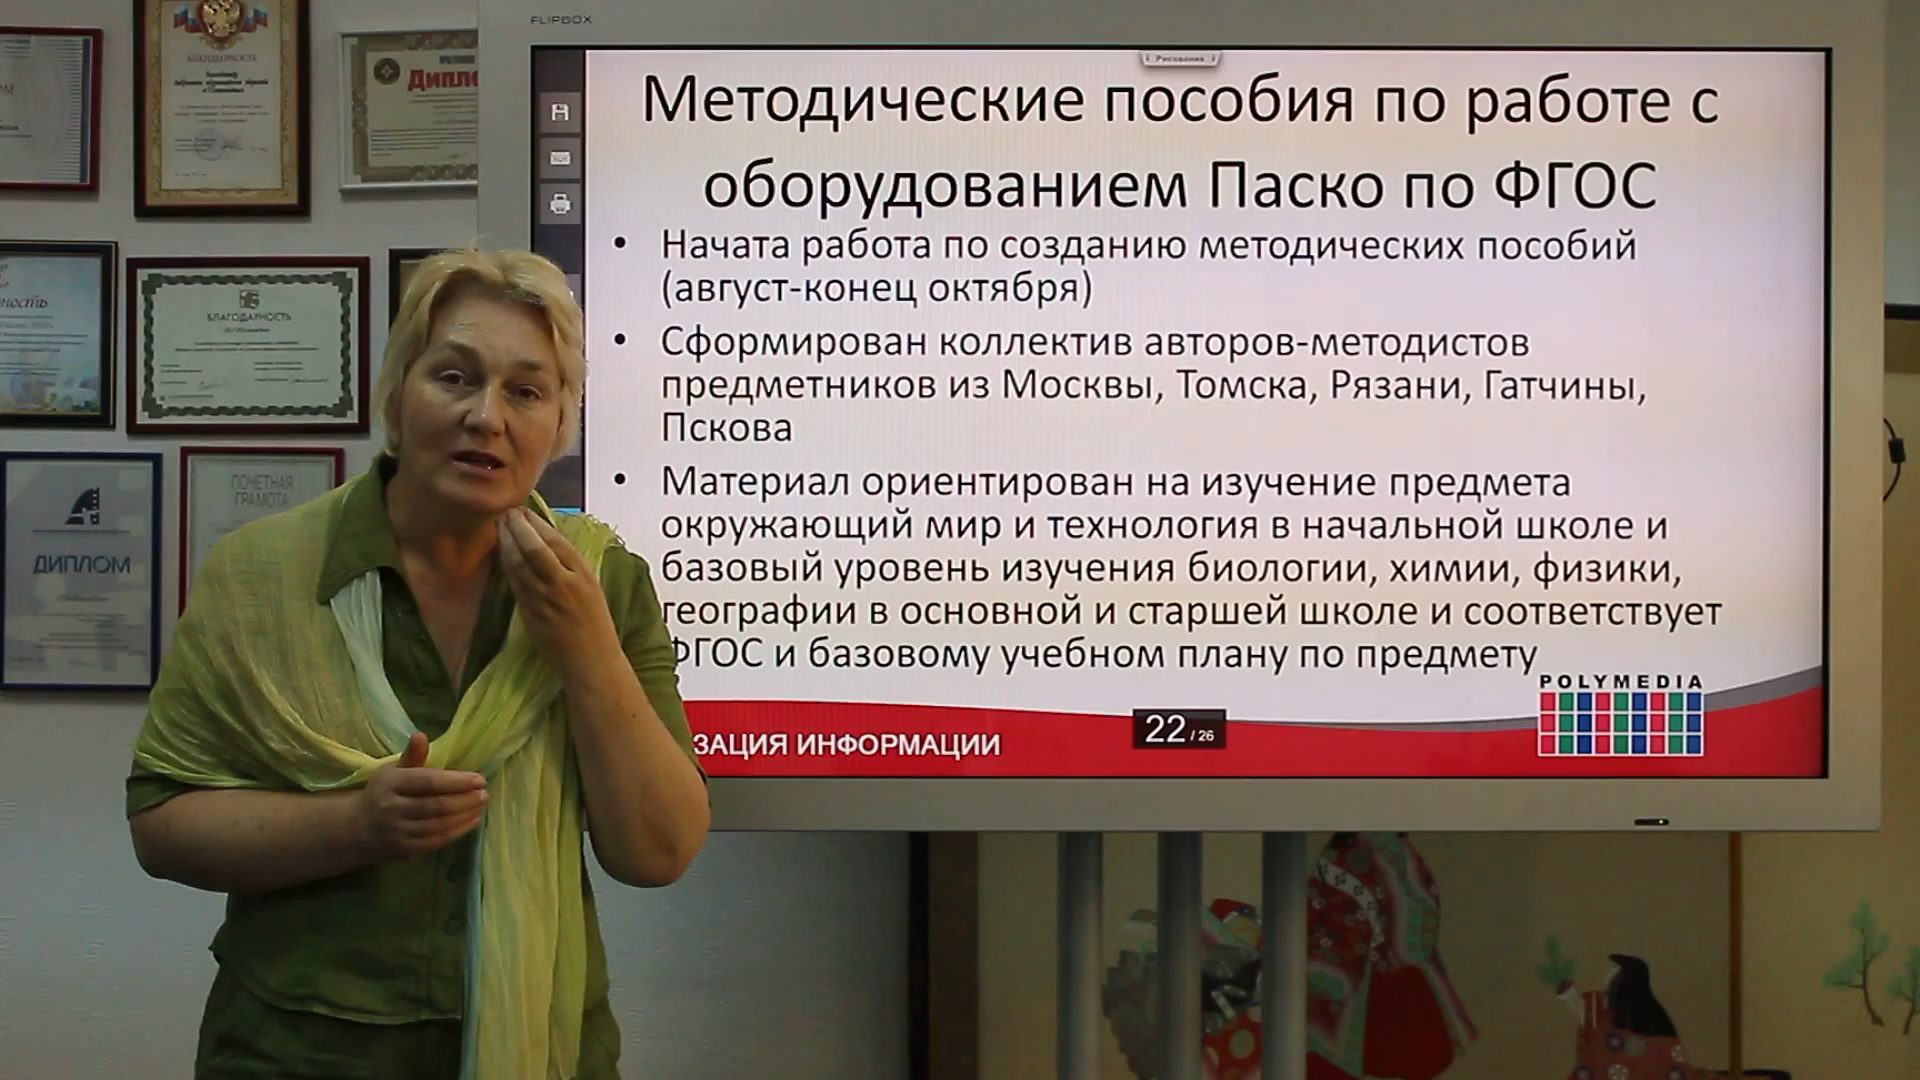 FLIPBOX
Рисование
Методические пособия по работе с
оборудованием Паско по ФГОС
• Начата работа по созданию методических пособий
(август-конец октября)
• Сформирован коллектив авторов-методистов
предметников из Москвы, Томска, Рязани, Гатчины,
Пскова
• Материал ориентирован на изучение предмета
окружающий мир и технология в начальной школе и
базовый уровень изучения биологии, химии, физики,
географии в основной и старшей школе и соответствует
ФГОС и базовому учебном плану по предмету
POLYMEDIA
ЗАЦИЯ ИНФОРМАЦИИ
22 / 26
БЛАГОДАРНОСТЬ
Дипло
БЛАГОДАРНОСТЬ
ПОЧЕТНАЯ
ГРАМОТА
ДИПЛОМ